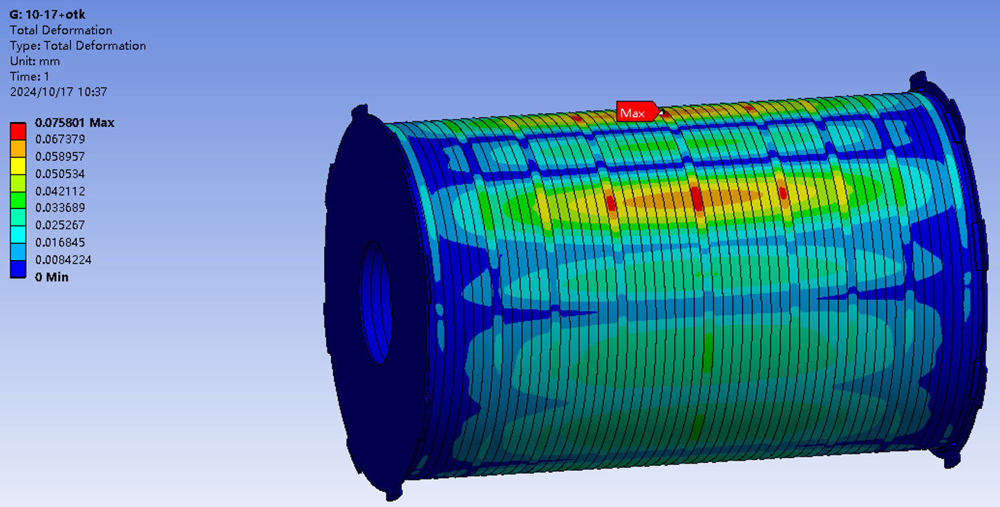 G: 10-17+otk
Total Deformation
Type: Total Deformation
Unit: mm
Time: 1
2024/10/17 10:37
0.075801 Max
0.067379
0.058957
0.050534
0.042112
0.033689
0.025267
0.016845
0.0084224
0 Min
Max